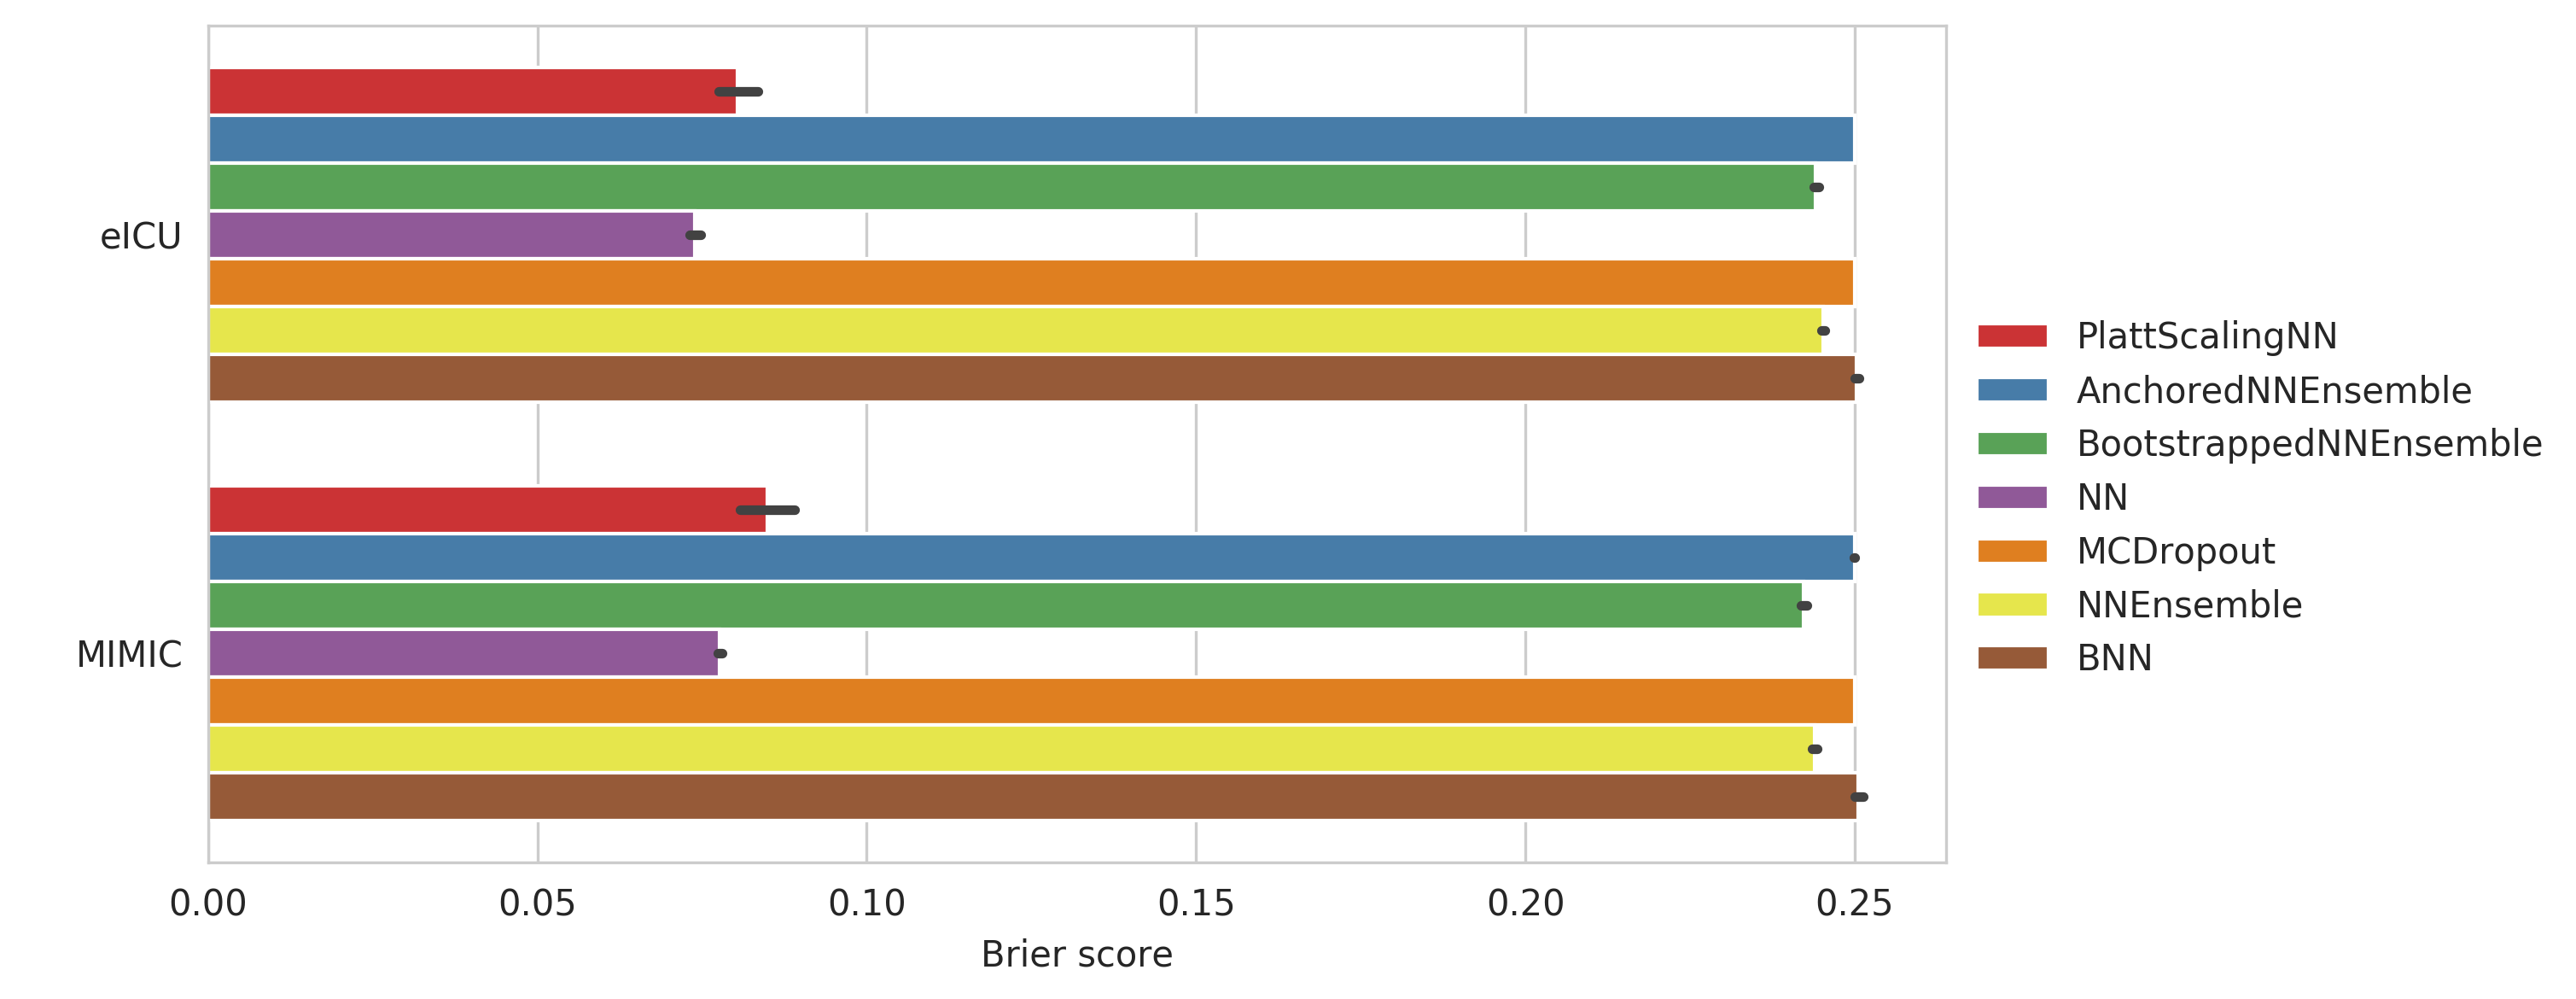 eICU
MIMIC
0.00
0.05
0.10
0.15
0.20
0.25
Brier score
PlattScalingNN
AnchoredNNEnsemble
BootstrappedNNEnsemble
NN
MCDropout
NNEnsemble
BNN